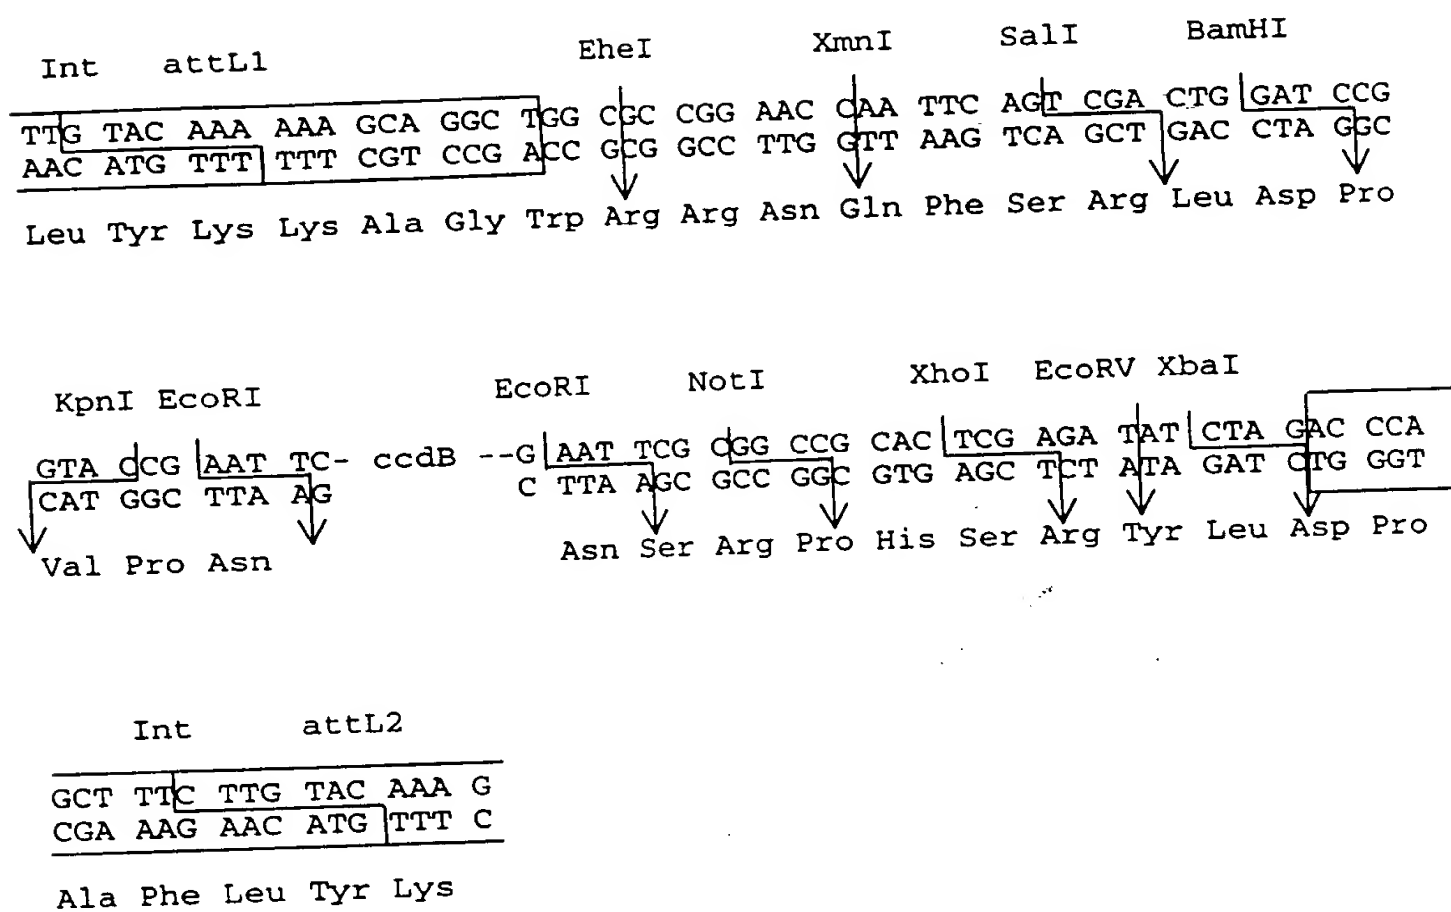 Int attL1 EheI XmnI SalI BamHI
TTG TAC AAA AAA GCA GGC TGG CGC CGG AAC CAA TTC AGT CGA CTG GAT CCG
AAC ATG TTT TTT CGT CCG ACC GCG GCC TTG GTT AAG TCA GCT GAC CTA GGC
Leu Tyr Lys Lys Ala Gly Trp Arg Arg Asn Gln Phe Ser Arg Leu Asp Pro
KpnI EcoRI EcoRI NotI XhoI EcoRV XbaI
GTA CCG AAT TC- ccdB --G AAT TCG CGG CCG CAC TCG AGA TAT CTA GAC CCA
CAT GGC TTA AG C TTA AGC GCC GGC GTG AGC TCT ATA GAT CTG GGT
Val Pro Asn Asn Ser Arg Pro His Ser Arg Tyr Leu Asp Pro
Int attL2
GCT TTC TTG TAC AAA G
CGA AAG AAC ATG TTT C
Ala Phe Leu Tyr Lys